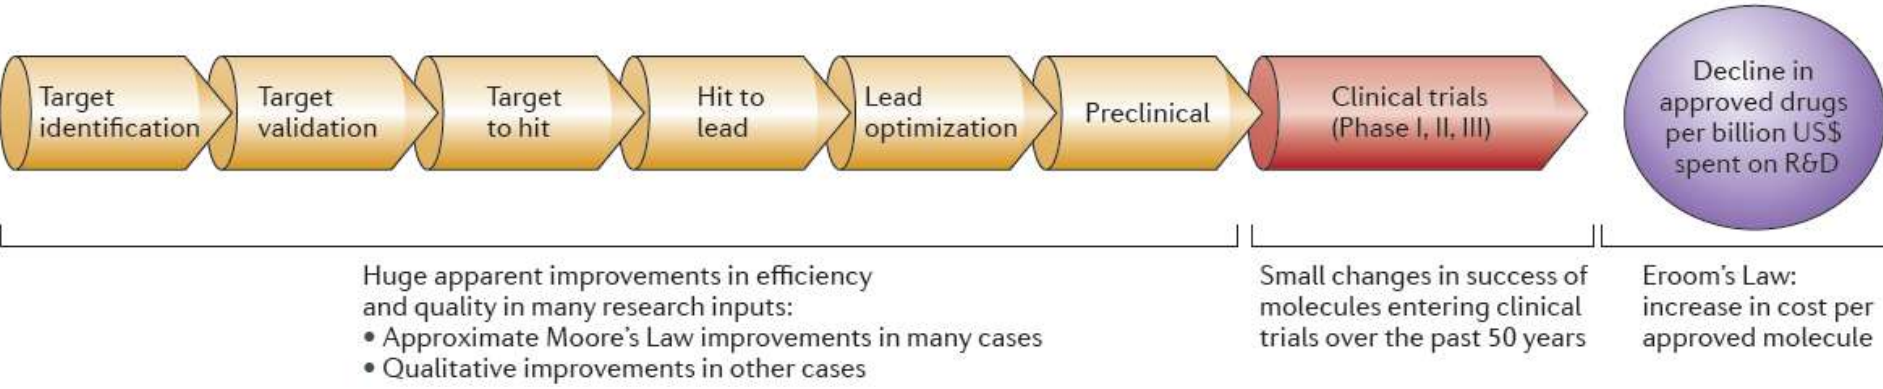 Target
identification
Target
validation
Target
to hit
Hit to
lead
Lead
optimization
Preclinical
Clinical trials
(Phase I, II, III)
Decline in
approved drugs
per billion US$
spent on R&D
Huge apparent improvements in efficiency
and quality in many research inputs:
• Approximate Moore's Law improvements in many cases
• Qualitative improvements in other cases
Small changes in success of
molecules entering clinical
trials over the past 50 years
Eroom's Law:
increase in cost per
approved molecule